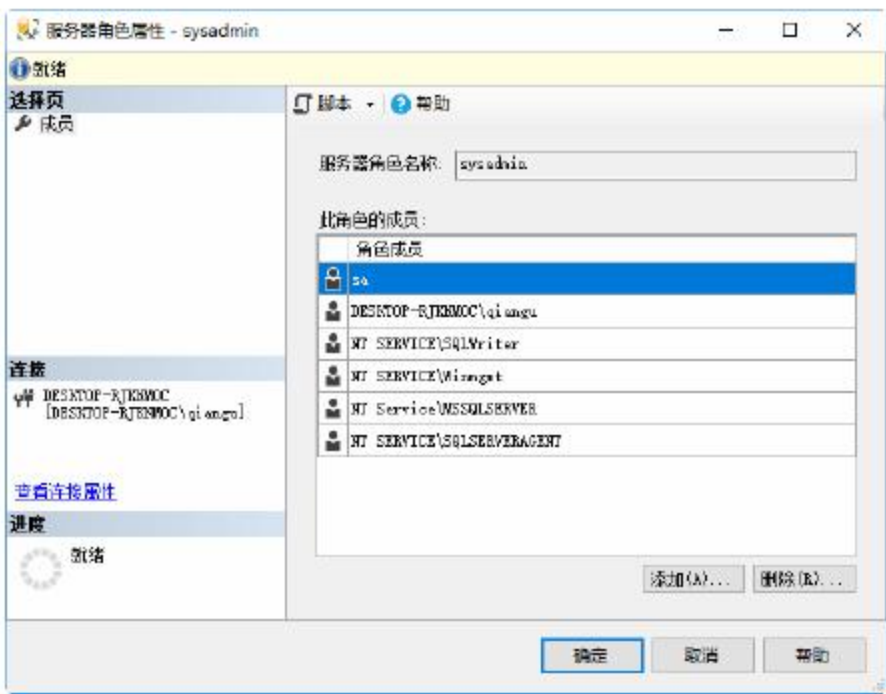 服务器角色属性 - sysadmin
就绪
选择页
成员
脚本
帮助
服务器角色名称:
sysadmin
此角色的成员:
角色成员
sa
DESKTOP-RJKNMOC\qiangu
NT SERVICE\SQLWriter
NT SERVICE\Winmgmt
NT Service\MSSQLSERVER
NT SERVICE\SQLSERVERAGENT
连接
DESKTOP-RJKNMOC
[DESKTOP-RJKNMOC\qiangu]
查看连接属性
进度
就绪
添加(A)...
删除(R)...
确定
取消
帮助